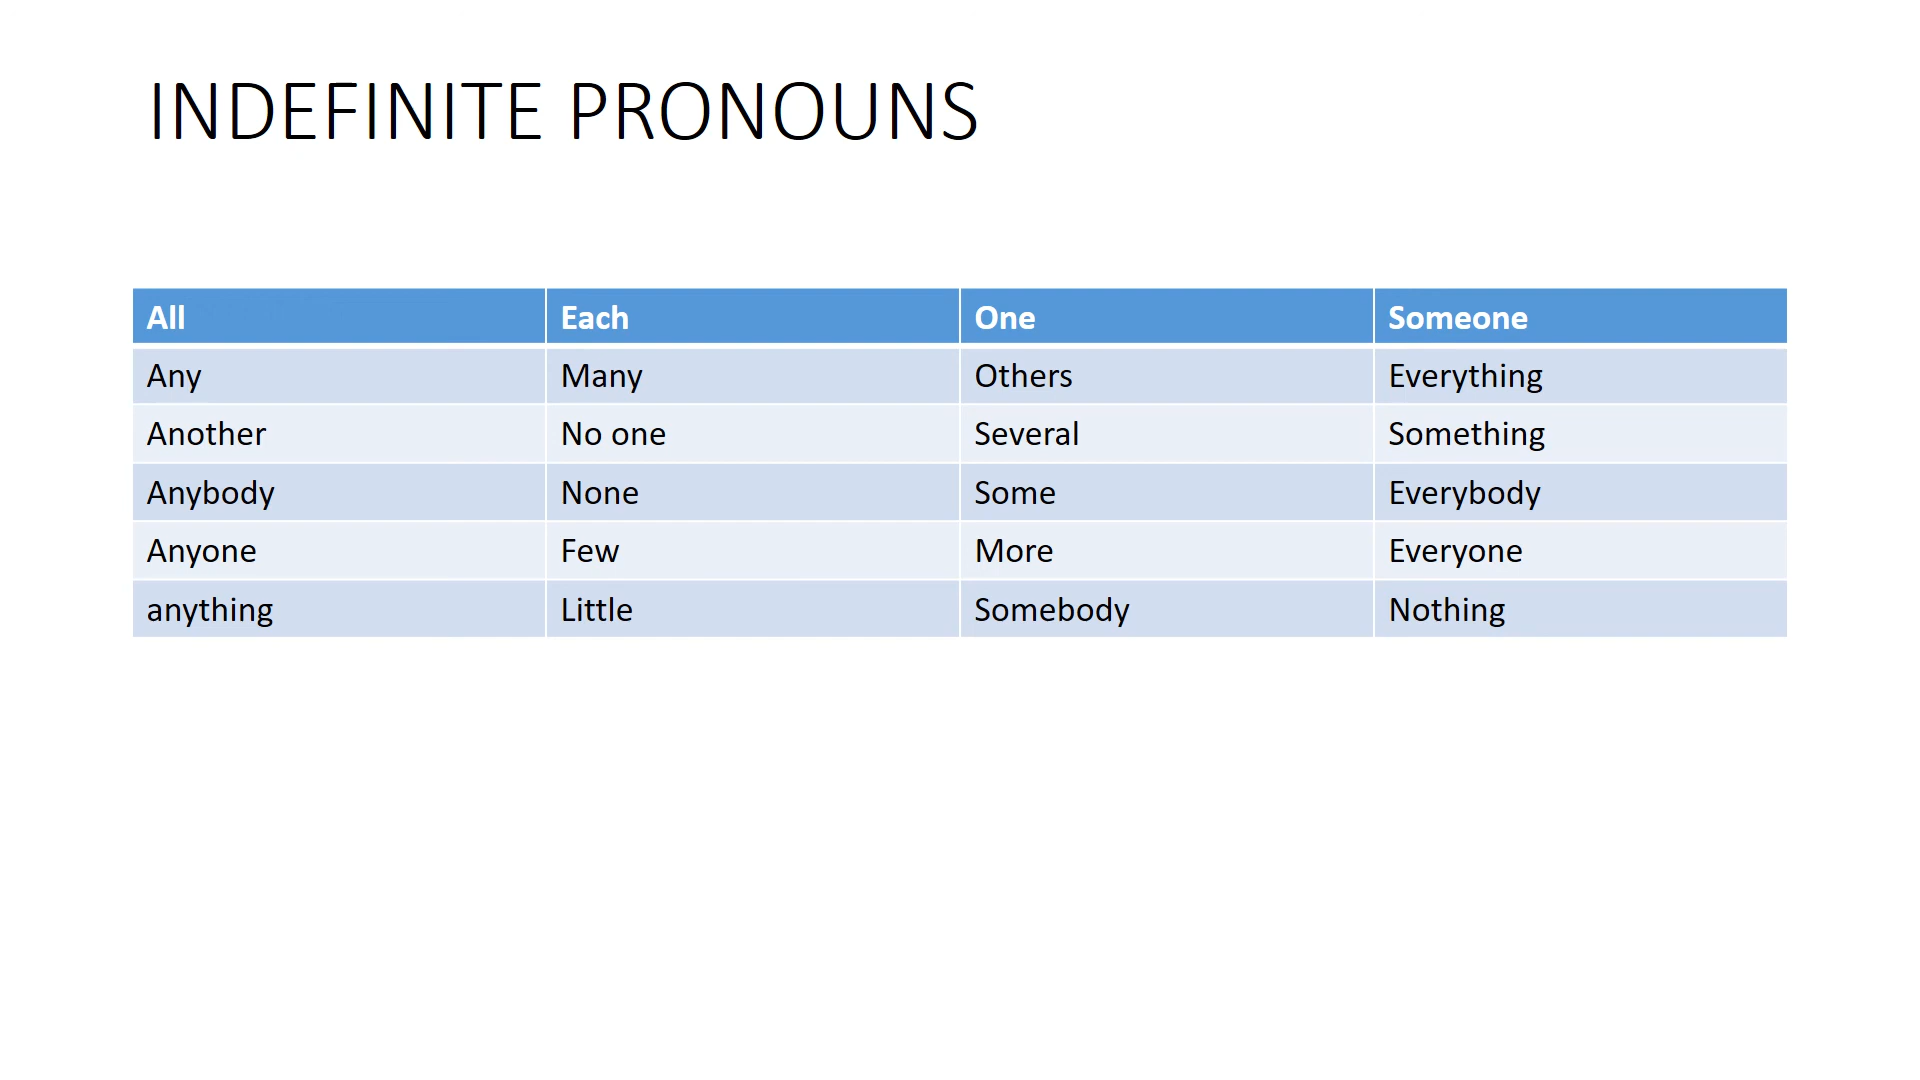 INDEFINITE PRONOUNS
All Each One Someone
Any Many Others Everything
Another No one Several Something
Anybody None Some Everybody
Anyone Few More Everyone
anything Little Somebody Nothing